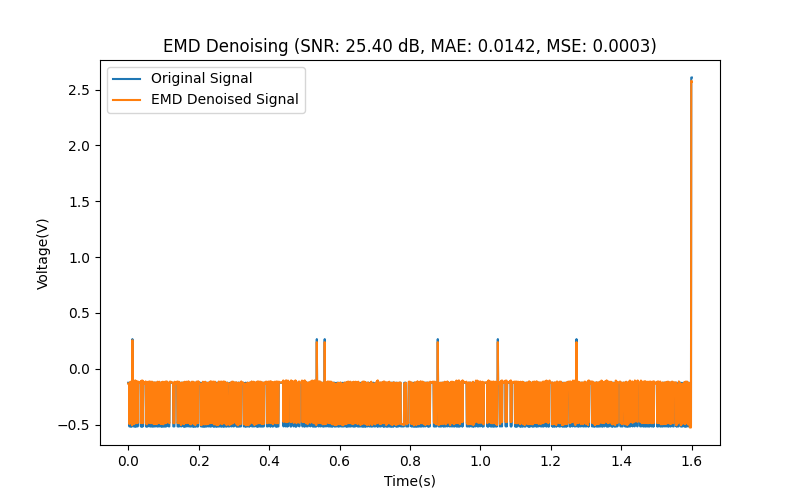 EMD Denoising (SNR: 25.40 dB, MAE: 0.0142, MSE: 0.0003)
Original Signal
EMD Denoised Signal
2.5
2.0
1.5
1.0
0.5
0.0
−0.5
Voltage(V)
0.0 0.2 0.4 0.6 0.8 1.0 1.2 1.4 1.6
Time(s)